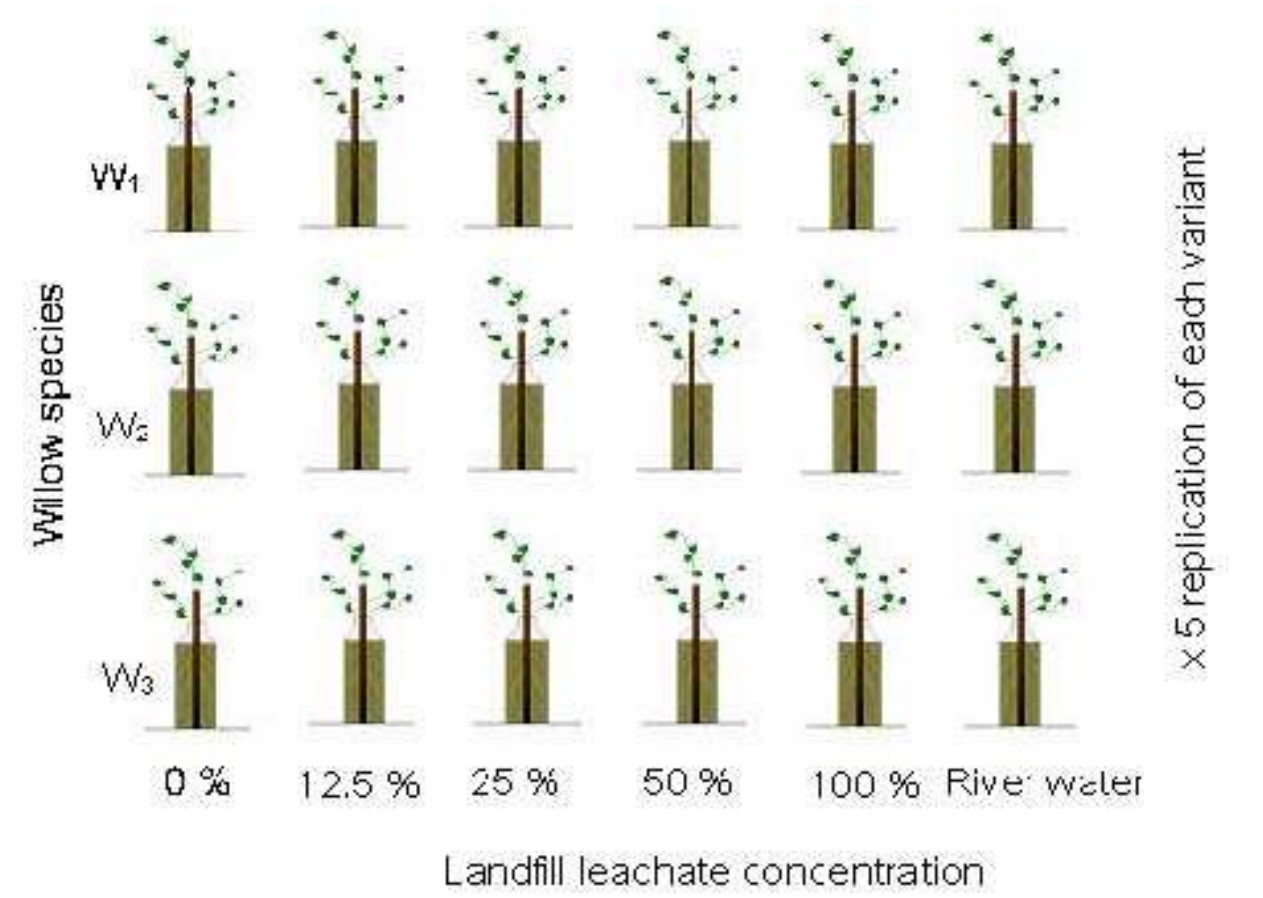 W₁
W₂
W₃
Willow species
x 5 replication of each variant
0 %
12.5 %
25 %
50 %
100 %
River water
Landfill leachate concentration